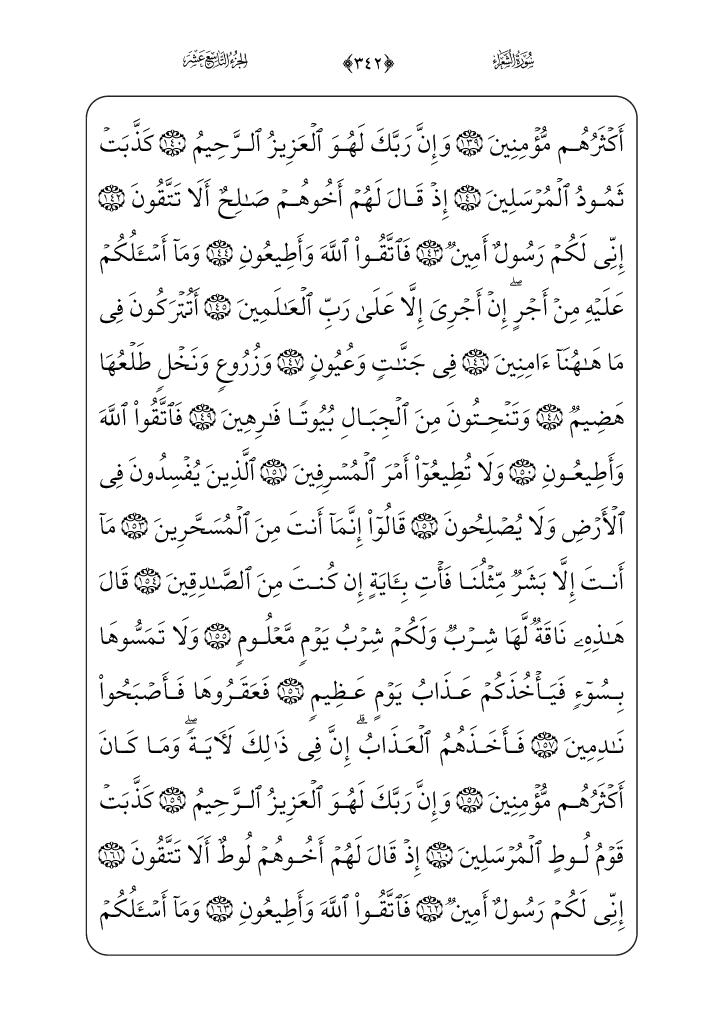 سُورَةُ الشُّعَرَاءِ ﴿٣٤٢﴾ الجُزْءُ التَّاسِعَ عَشَرَ
أَكۡثَرُهُم مُّؤۡمِنِينَ ١٣٩ وَإِنَّ رَبَّكَ لَهُوَ ٱلۡعَزِيزُ ٱلرَّحِيمُ ١٤٠ كَذَّبَتۡ
ثَمُودُ ٱلۡمُرۡسَلِينَ ١٤١ إِذۡ قَالَ لَهُمۡ أَخُوهُمۡ صَٰلِحٌ أَلَا تَتَّقُونَ ١٤٢
إِنِّي لَكُمۡ رَسُولٌ أَمِينٞ ١٤٣ فَٱتَّقُواْ ٱللَّهَ وَأَطِيعُونِ ١٤٤ وَمَآ أَسۡـَٔلُكُمۡ
عَلَيۡهِ مِنۡ أَجۡرٍۖ إِنۡ أَجۡرِيَ إِلَّا عَلَىٰ رَبِّ ٱلۡعَٰلَمِينَ ١٤٥ أَتُتۡرَكُونَ فِي
مَا هَٰهُنَآ ءَامِنِينَ ١٤٦ فِي جَنَّٰتٖ وَعُيُونٖ ١٤٧ وَزُرُوعٖ وَنَخۡلٖ طَلۡعُهَا
هَضِيمٞ ١٤٨ وَتَنۡحِتُونَ مِنَ ٱلۡجِبَالِ بُيُوتٗا فَٰرِهِينَ ١٤٩ فَٱتَّقُواْ ٱللَّهَ
وَأَطِيعُونِ ١٥٠ وَلَا تُطِيعُوٓاْ أَمۡرَ ٱلۡمُسۡرِفِينَ ١٥١ ٱلَّذِينَ يُفۡسِدُونَ فِي
ٱلۡأَرۡضِ وَلَا يُصۡلِحُونَ ١٥٢ قَالُوٓاْ إِنَّمَآ أَنتَ مِنَ ٱلۡمُسَحَّرِينَ ١٥٣ مَآ
أَنتَ إِلَّا بَشَرٞ مِّثۡلُنَا فَأۡتِ بِـَٔايَةٍ إِن كُنتَ مِنَ ٱلصَّٰدِقِينَ ١٥٤ قَالَ
هَٰذِهِۦ نَاقَةٞ لَّهَا شِرۡبٞ وَلَكُمۡ شِرۡبُ يَوۡمٖ مَّعۡلُومٖ ١٥٥ وَلَا تَمَسُّوهَا
بِسُوٓءٖ فَيَأۡخُذَكُمۡ عَذَابُ يَوۡمٍ عَظِيمٖ ١٥٦ فَعَقَرُوهَا فَأَصۡبَحُواْ
نَٰدِمِينَ ١٥٧ فَأَخَذَهُمُ ٱلۡعَذَابُۚ إِنَّ فِي ذَٰلِكَ لَأٓيَةٗۖ وَمَا كَانَ
أَكۡثَرُهُم مُّؤۡمِنِينَ ١٥٨ وَإِنَّ رَبَّكَ لَهُوَ ٱلۡعَزِيزُ ٱلرَّحِيمُ ١٥٩ كَذَّبَتۡ
قَوۡمُ لُوطٍ ٱلۡمُرۡسَلِينَ ١٦٠ إِذۡ قَالَ لَهُمۡ أَخُوهُمۡ لُوطٌ أَلَا تَتَّقُونَ ١٦١
إِنِّي لَكُمۡ رَسُولٌ أَمِينٞ ١٦٢ فَٱتَّقُواْ ٱللَّهَ وَأَطِيعُونِ ١٦٣ وَمَآ أَسۡـَٔلُكُمۡ